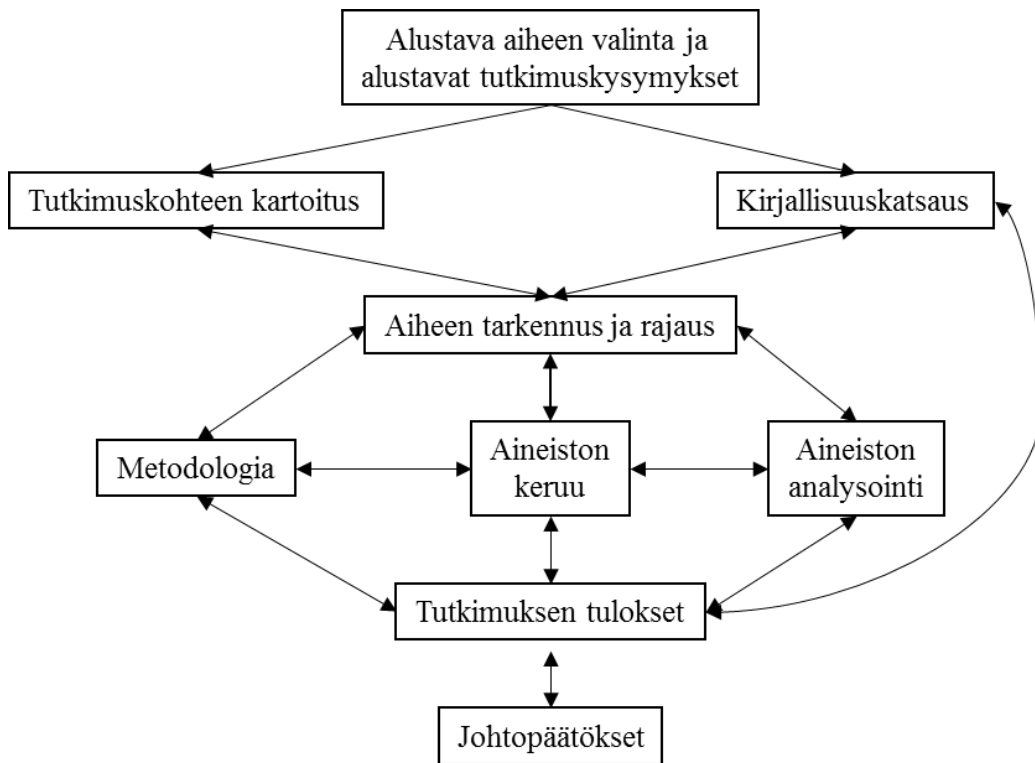 Alustava aiheen valinta ja
alustavat tutkimuskysymykset
Tutkimuskohteen kartoitus
Kirjallisuuskatsaus
Aiheen tarkennus ja rajaus
Metodologia
Aineiston
keruu
Aineiston
analysointi
Tutkimuksen tulokset
Johtopäätökset